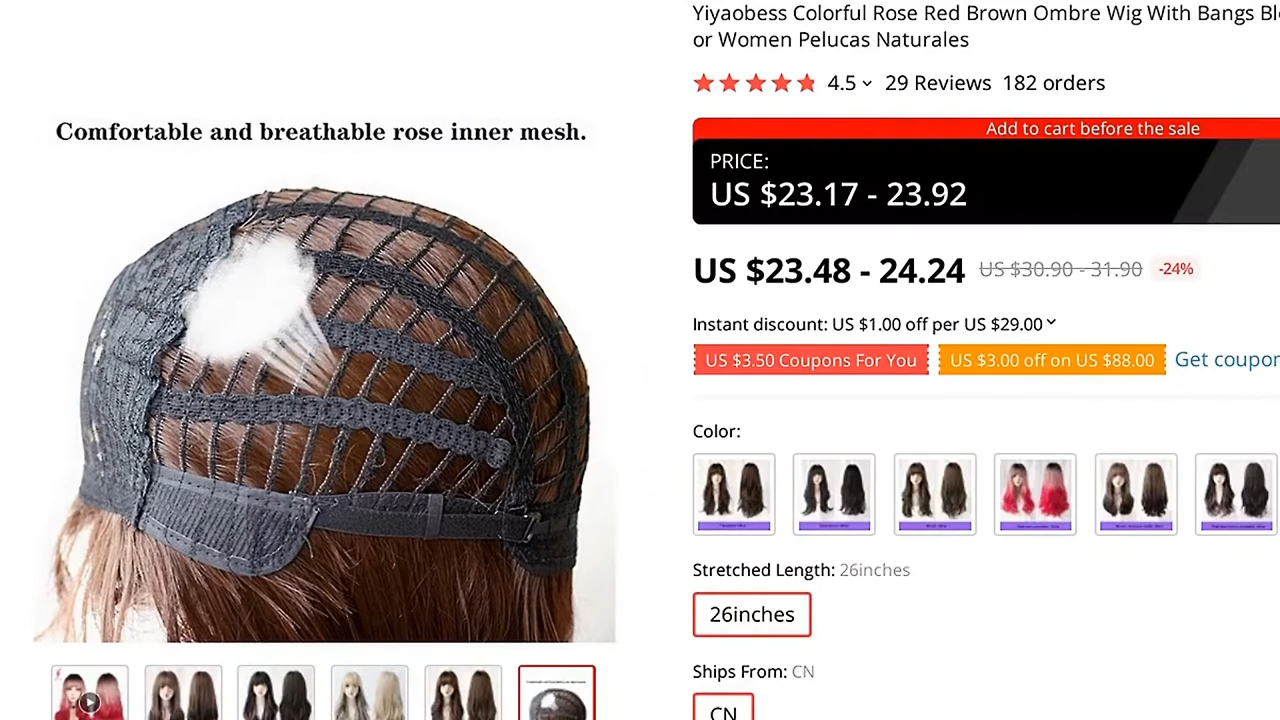 Yiyaobess Colorful Rose Red Brown Ombre Wig With Bangs
or Women Pelucas Naturales
4.5 29 Reviews 182 orders
Comfortable and breathable rose inner mesh.
Add to cart before the sale
PRICE:
US $23.17 - 23.92
US $23.48 - 24.24 US $30.90 - 31.90 -24%
Instant discount: US $1.00 off per US $29.00
US $3.50 Coupons For You US $3.00 off on US $88.00 Get coupon
Color:
Stretched Length: 26inches
26inches
Ships From: CN
CN